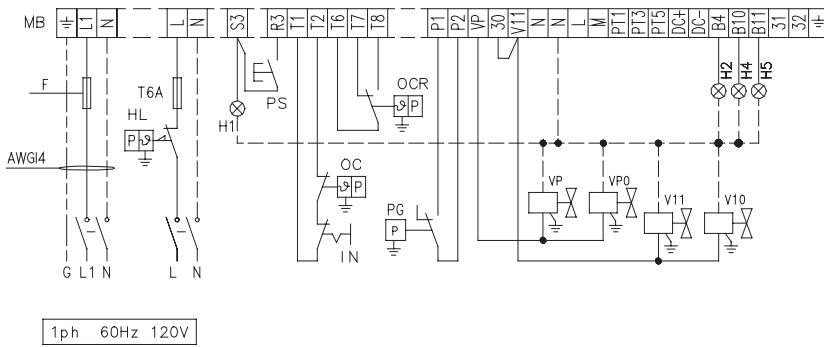 MB L1 N L N S3 R3 T1 T2 T6 T7 T8 P1 P2 VP 30 V11 N N L M PT1 PT3 PT5 DC+ DC- B4 B10 B11 31 32
H2 H4 H5
F
T6A
PS
OCR
ϑ P
HL
P ϑ
H1
AWG14
OC
ϑ P
VP
VPO
PG
P
V11
V10
IN
G L1 N L N
1ph 60Hz 120V